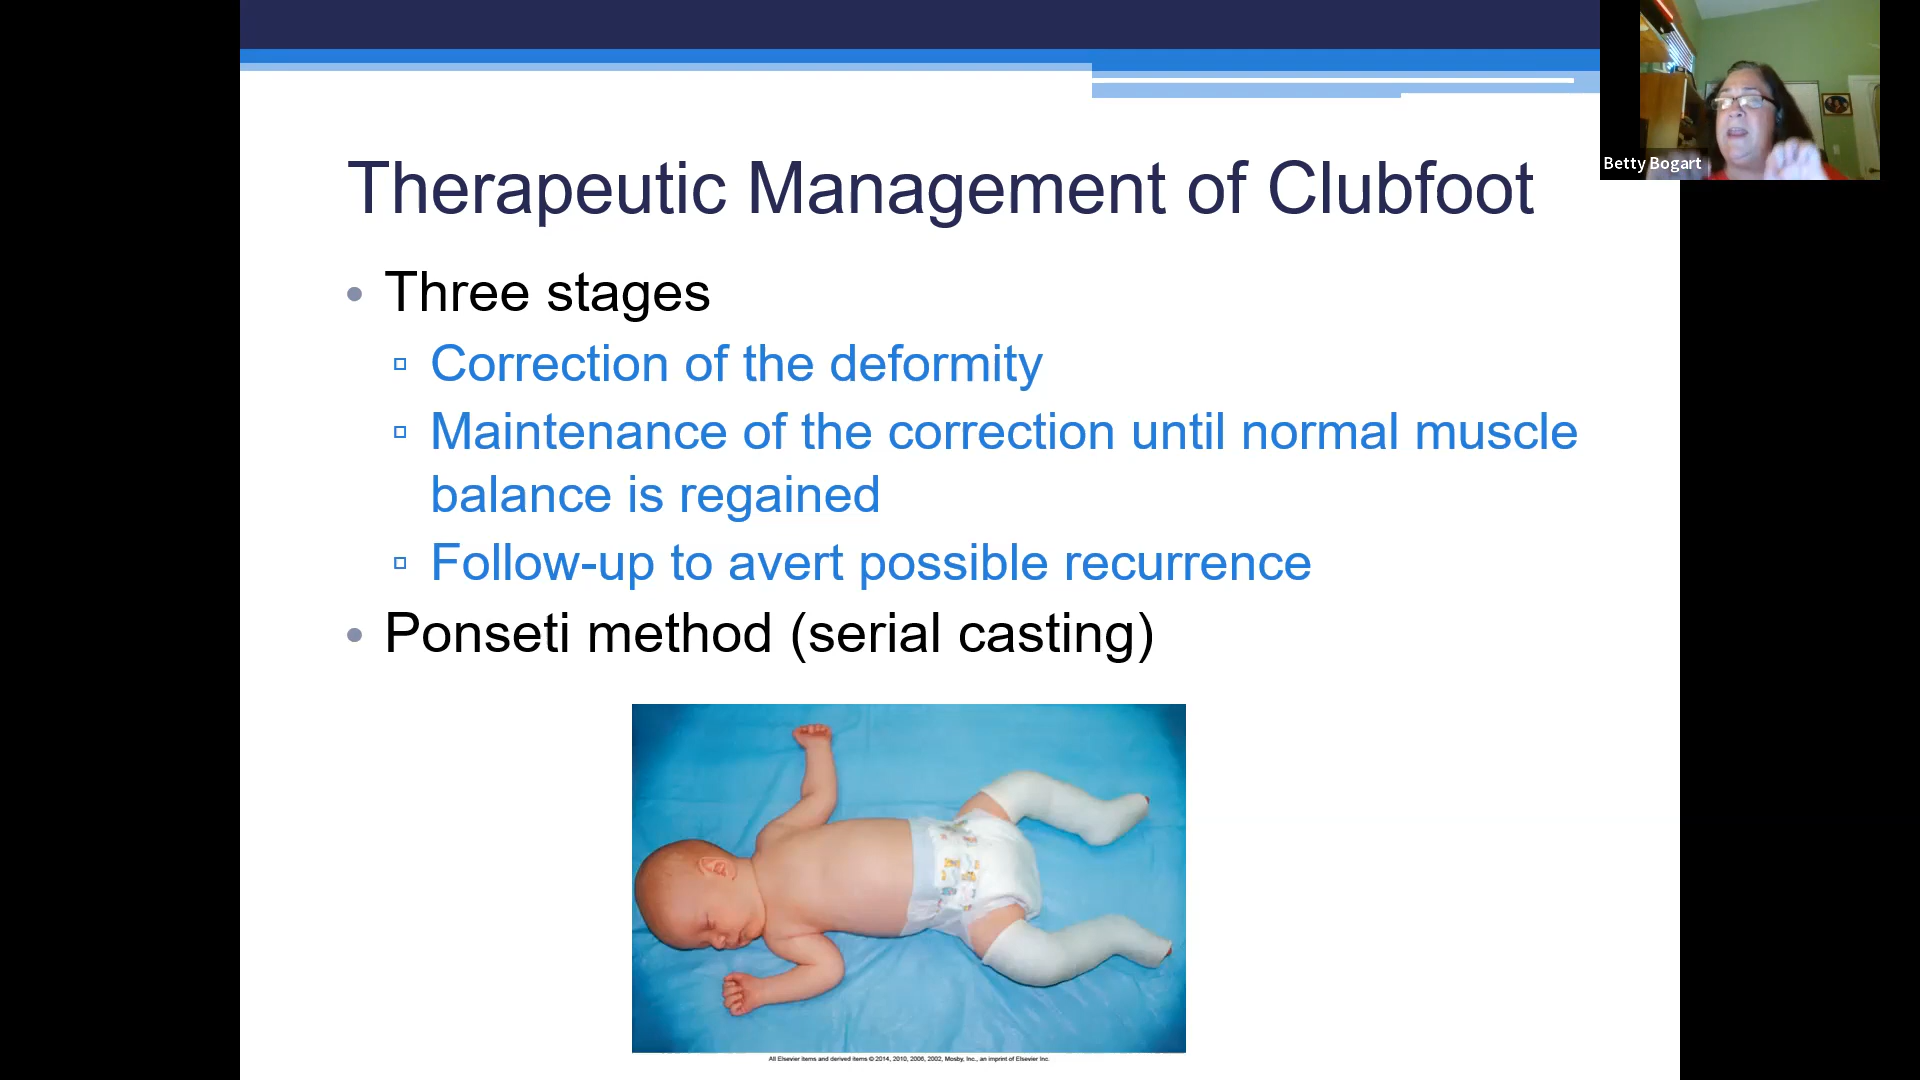 Therapeutic Management of Clubfoot
Betty Bogart
• Three stages
▫ Correction of the deformity
▫ Maintenance of the correction until normal muscle
balance is regained
▫ Follow-up to avert possible recurrence
• Ponseti method (serial casting)
All Elsevier items and derived items © 2014, 2010, 2006, 2002, Mosby, Inc., an imprint of Elsevier Inc.